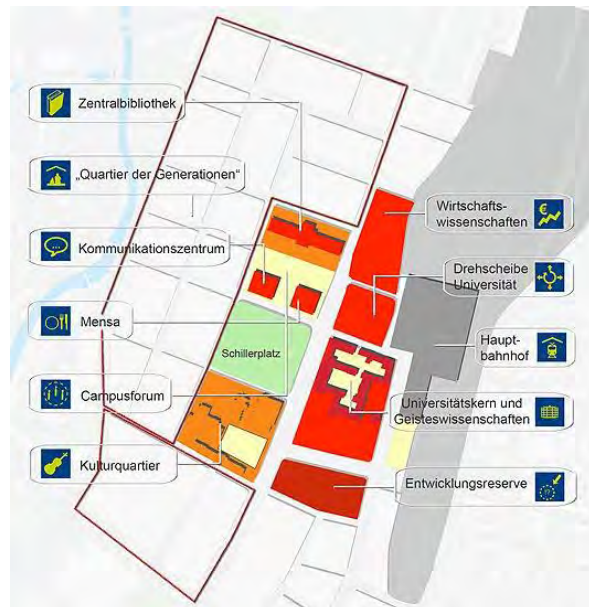 Zentralbibliothek
„Quartier der Generationen“
Kommunikationszentrum
Mensa
Campusforum
Kulturquartier
Schillerplatz
Wirtschafts-
wissenschaften
€
Drehscheibe
Universität
Haupt-
bahnhof
Universitätskern und
Geisteswissenschaften
Entwicklungsreserve